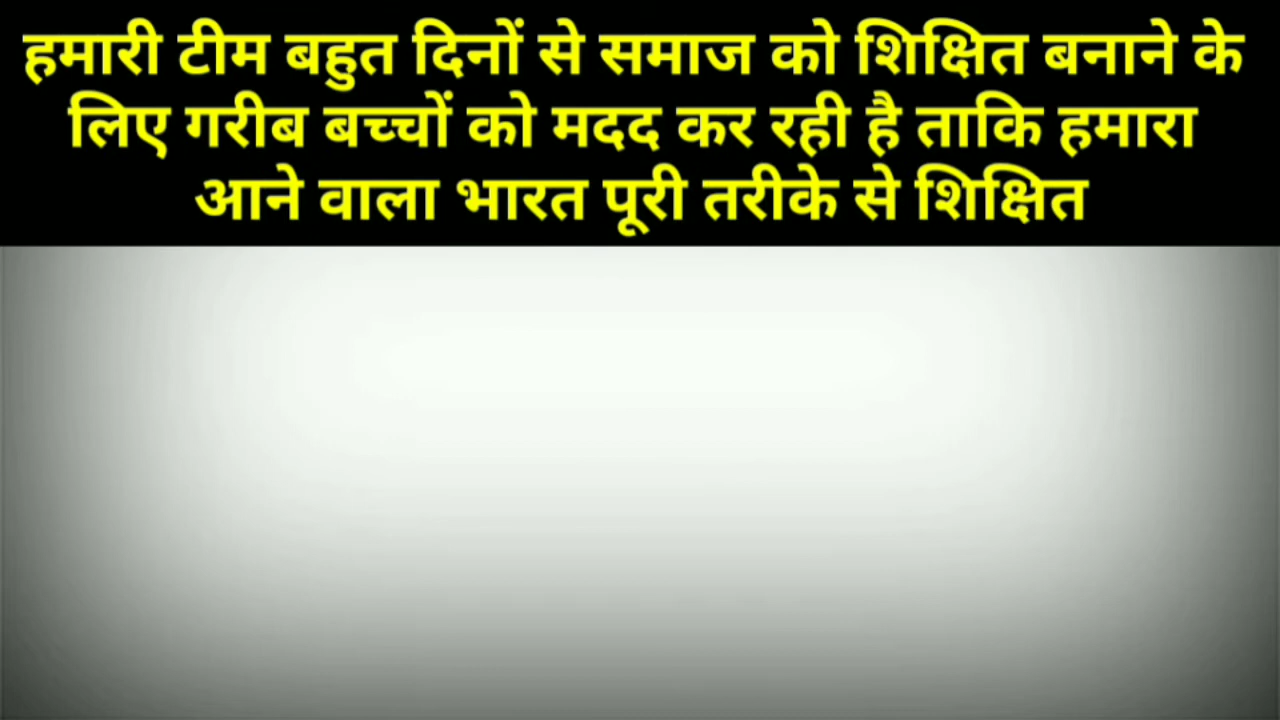 हमारी टीम बहुत दिनों से समाज को शिक्षित बनाने के
लिए गरीब बच्चों को मदद कर रही है ताकि हमारा
आने वाला भारत पूरी तरीके से शिक्षित